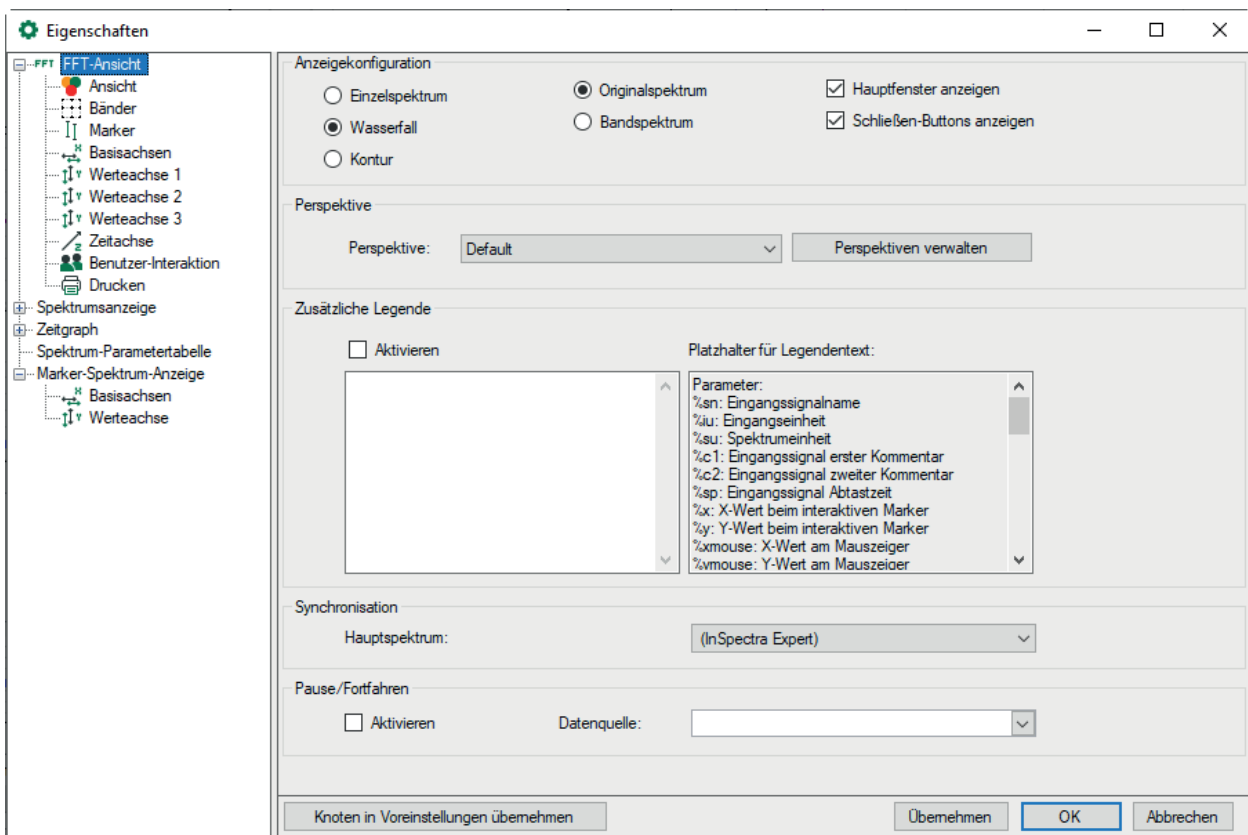 Eigenschaften
FFT FFT-Ansicht
Ansicht
Bänder
Marker
X Basisachsen
Y Werteachse 1
Y Werteachse 2
Y Werteachse 3
Z Zeitachse
Benutzer-Interaktion
Drucken
Spektrumsanzeige
Zeitgraph
Spektrum-Parametertabelle
Marker-Spektrum-Anzeige
X Basisachsen
Y Werteachse
Anzeigekonfiguration
Einzelspektrum
Wasserfall
Kontur
Originalspektrum
Bandspektrum
Hauptfenster anzeigen
Schließen-Buttons anzeigen
Perspektive
Perspektive: Default Perspektiven verwalten
Zusätzliche Legende
Aktivieren
Platzhalter für Legendentext:
Parameter:
%sn: Eingangssignalname
%iu: Eingangseinheit
%su: Spektrumeinheit
%c1: Eingangssignal erster Kommentar
%c2: Eingangssignal zweiter Kommentar
%sp: Eingangssignal Abtastzeit
%x: X-Wert beim interaktiven Marker
%y: Y-Wert beim interaktiven Marker
%xmouse: X-Wert am Mauszeiger
%ymouse: Y-Wert am Mauszeiger
Synchronisation
Hauptspektrum: (InSpectra Expert)
Pause/Fortfahren
Aktivieren Datenquelle:
Knoten in Voreinstellungen übernehmen Übernehmen OK Abbrechen